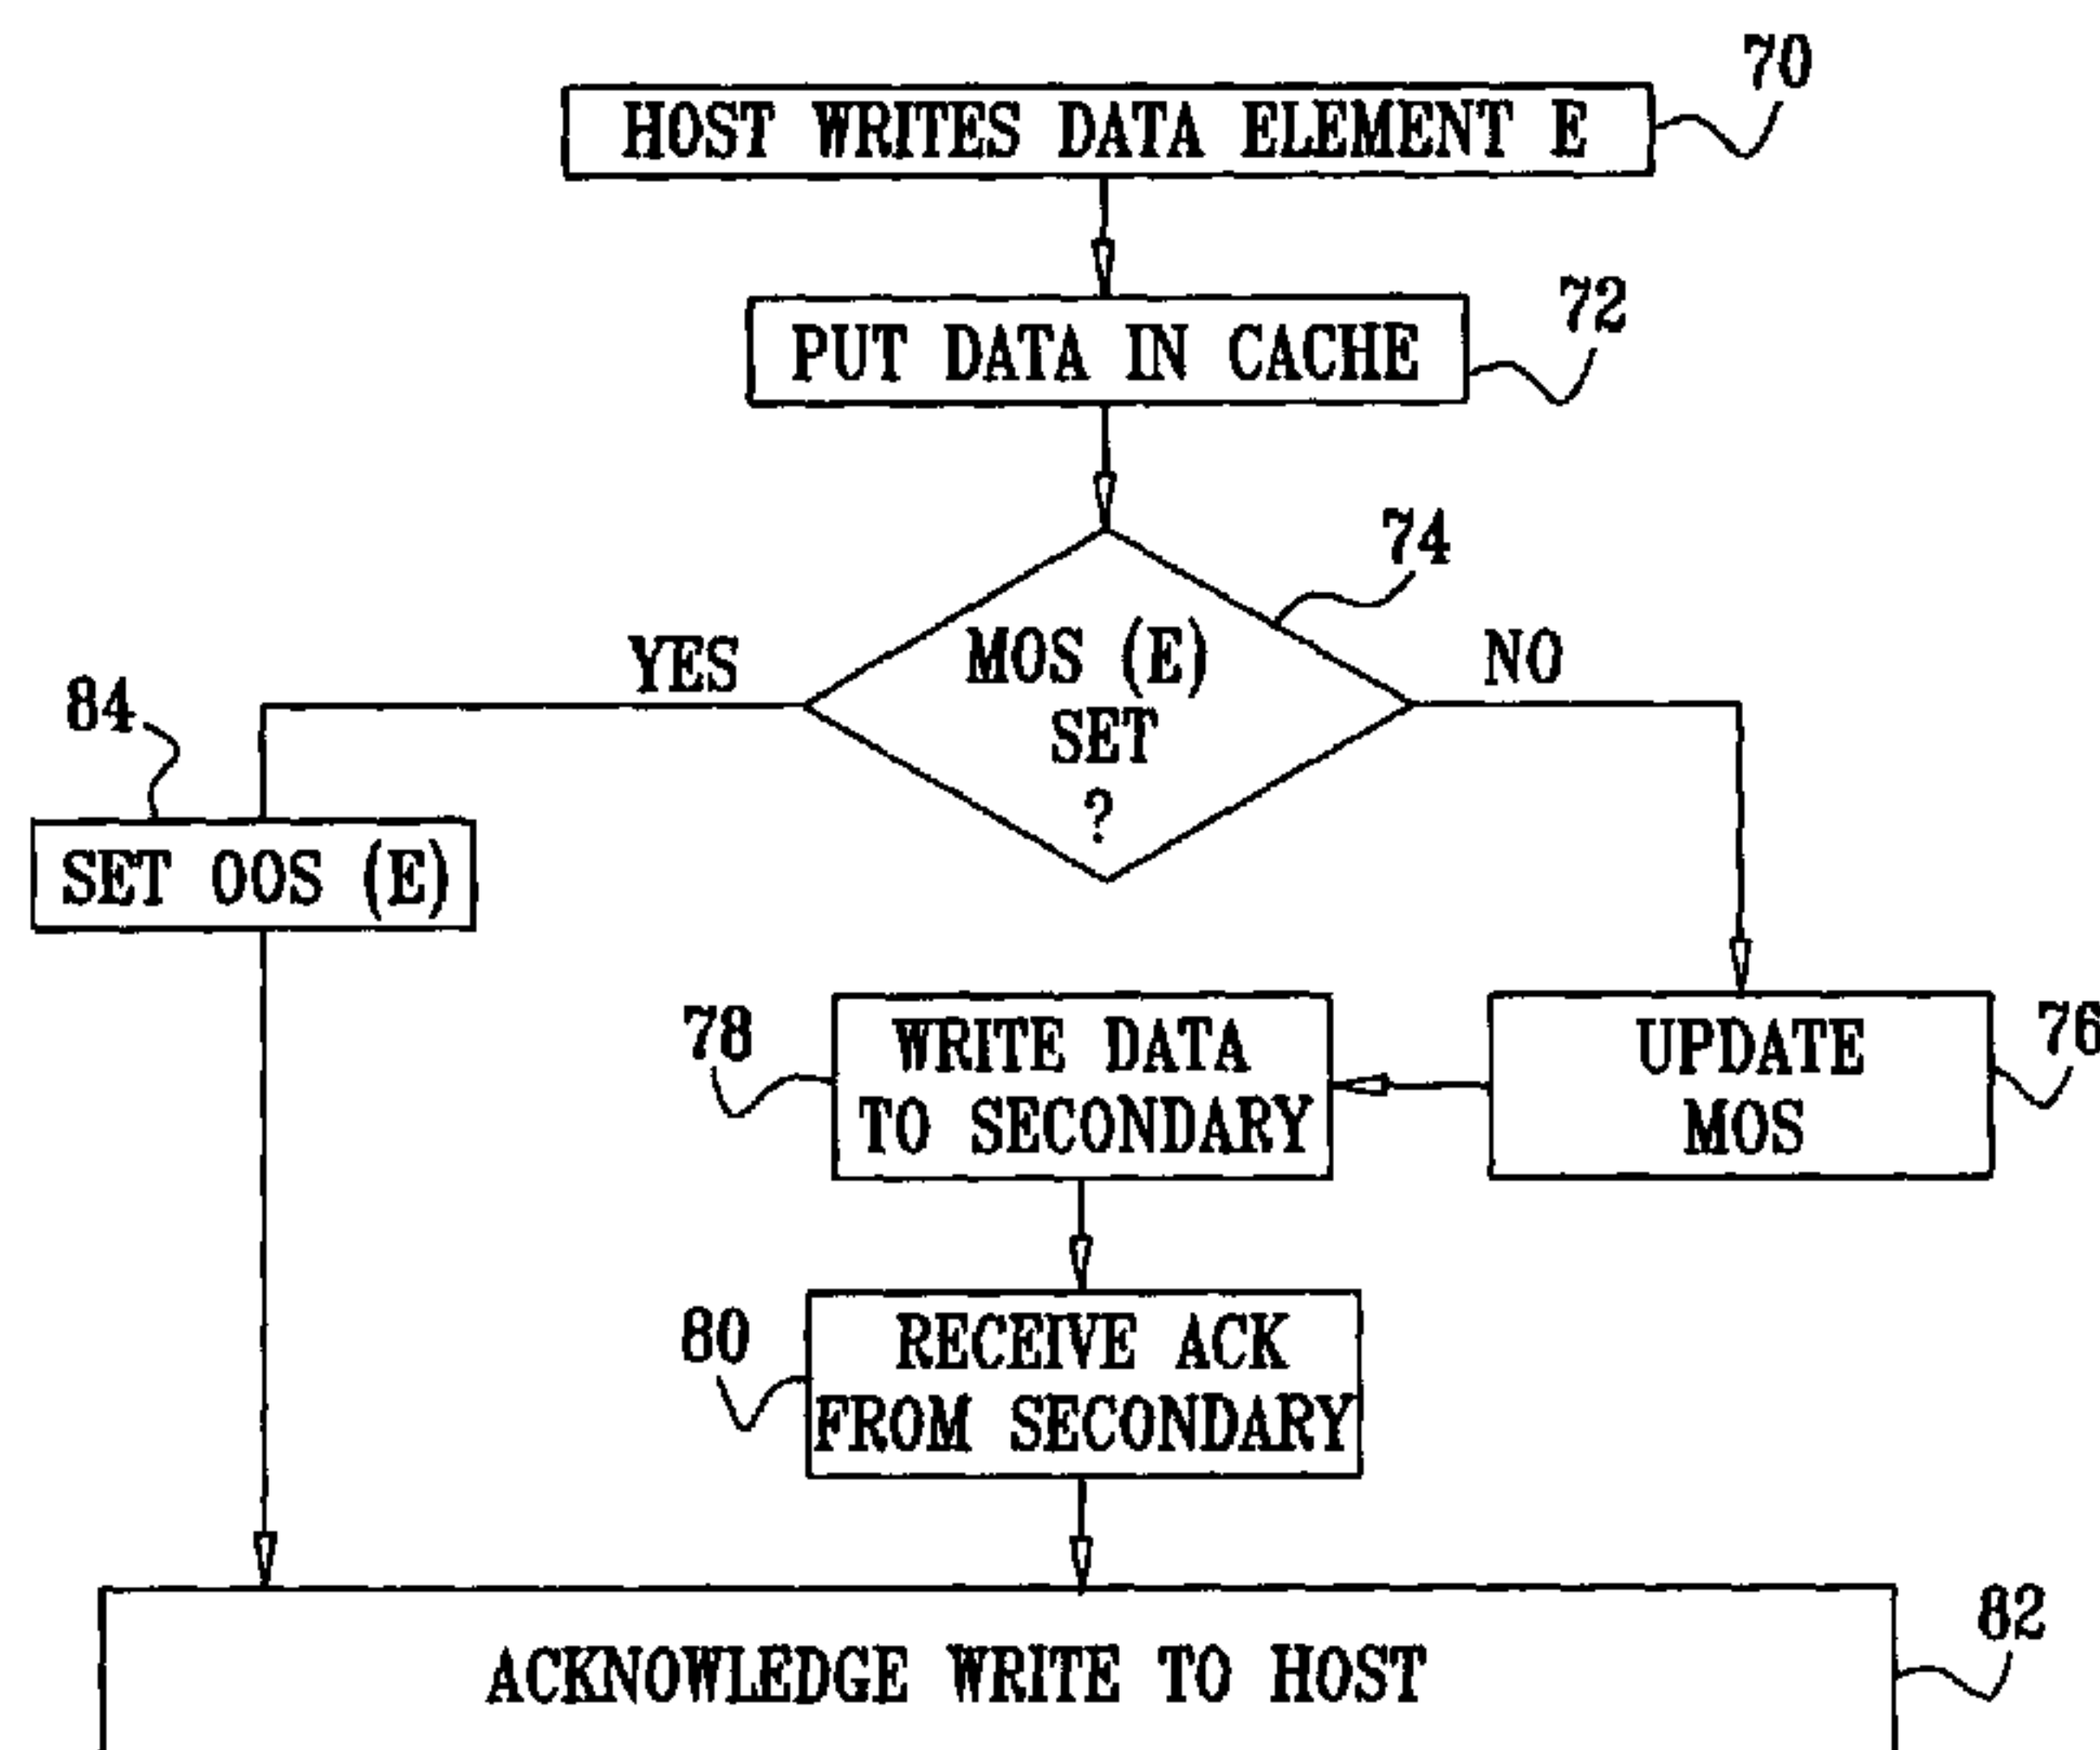 70
HOST WRITES DATA ELEMENT E
72
PUT DATA IN CACHE
74
MOS (E)
SET
?
YES
NO
84
SET OOS (E)
78
WRITE DATA
TO SECONDARY
76
UPDATE
MOS
80
RECEIVE ACK
FROM SECONDARY
82
ACKNOWLEDGE WRITE TO HOST